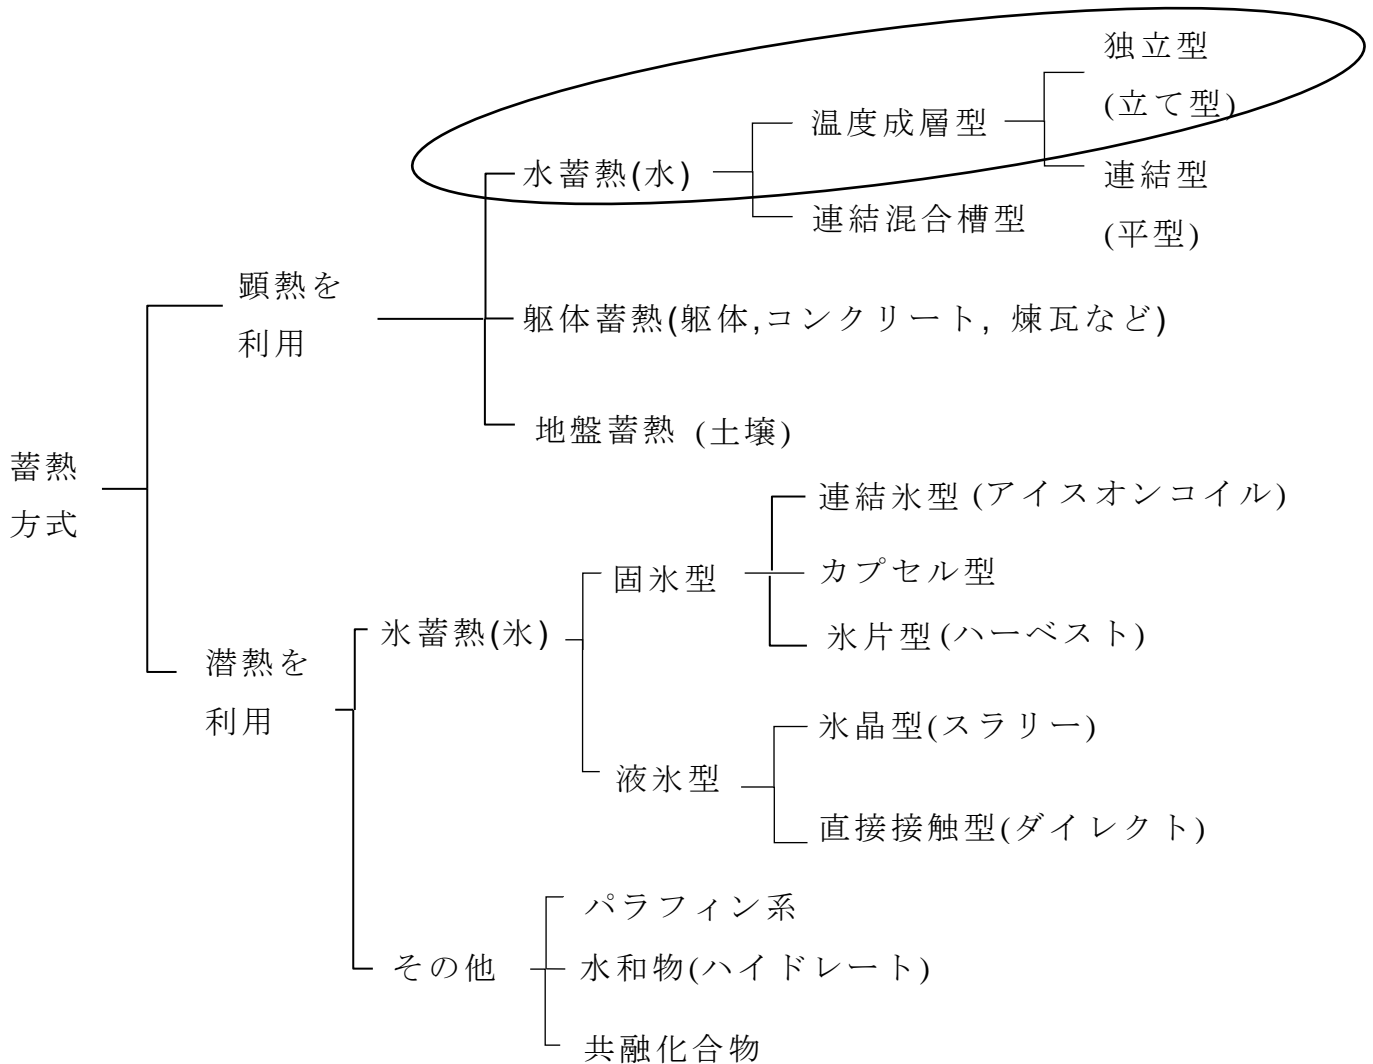 蓄熱
方式
顕熱を
利用
水蓄熱(水)
温度成層型
独立型
(立て型)
連結型
(平型)
連結混合槽型
躯体蓄熱(躯体,コンクリート, 煉瓦など)
地盤蓄熱 (土壌)
潜熱を
利用
氷蓄熱(氷)
固氷型
連結氷型 (アイスオンコイル)
カプセル型
氷片型 (ハーベスト)
液氷型
氷晶型(スラリー)
直接接触型(ダイレクト)
その他
パラフィン系
水和物(ハイドレート)
共融化合物